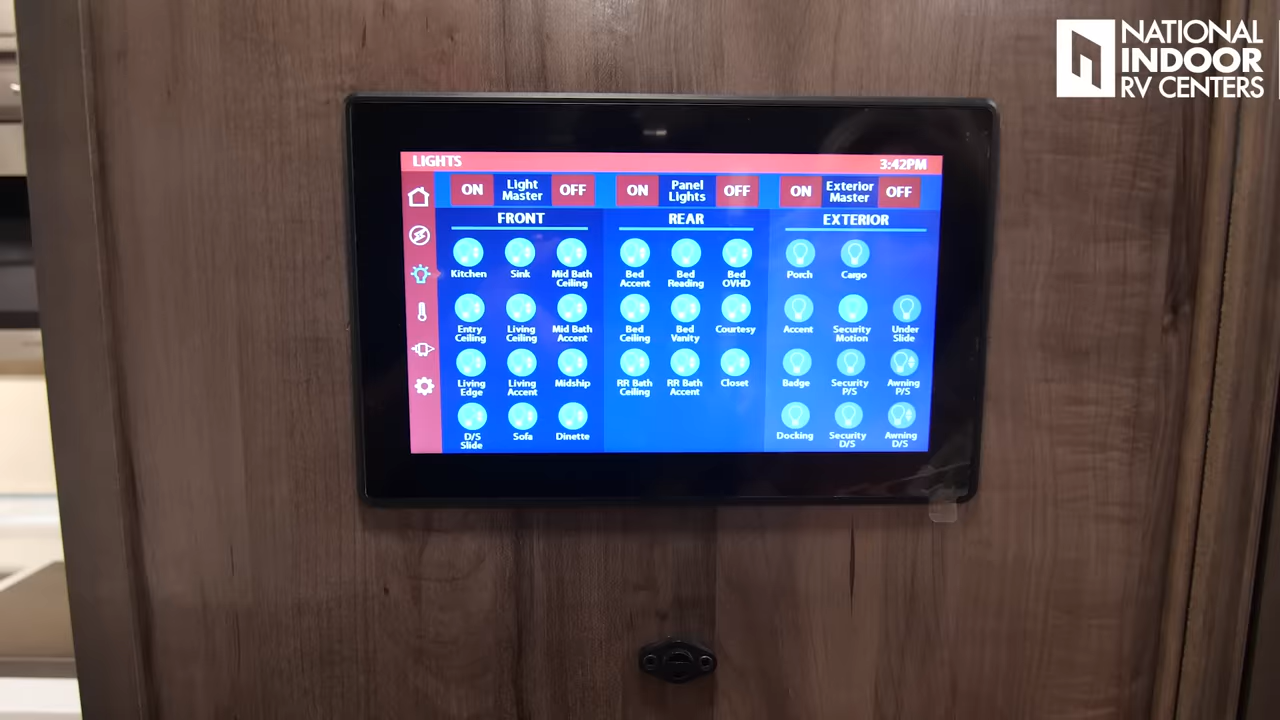 NATIONAL
INDOOR
RV CENTERS
LIGHTS
3:42PM
ON
Light
Master
OFF
ON
Panel
Lights
OFF
ON
Exterior
Master
OFF
FRONT
REAR
EXTERIOR
Kitchen
Sink
Mid Bath
Ceiling
Bed
Accent
Bed
Reading
Bed
OVHD
Porch
Cargo
Entry
Ceiling
Living
Ceiling
Mid Bath
Accent
Bed
Ceiling
Bed
Vanity
Courtesy
Accent
Security
Motion
Under
Slide
Living
Edge
Living
Accent
Midship
RR Bath
Ceiling
RR Bath
Accent
Closet
Badge
Security
P/S
Awning
P/S
D/S
Slide
Sofa
Dinette
Docking
Security
D/S
Awning
D/S